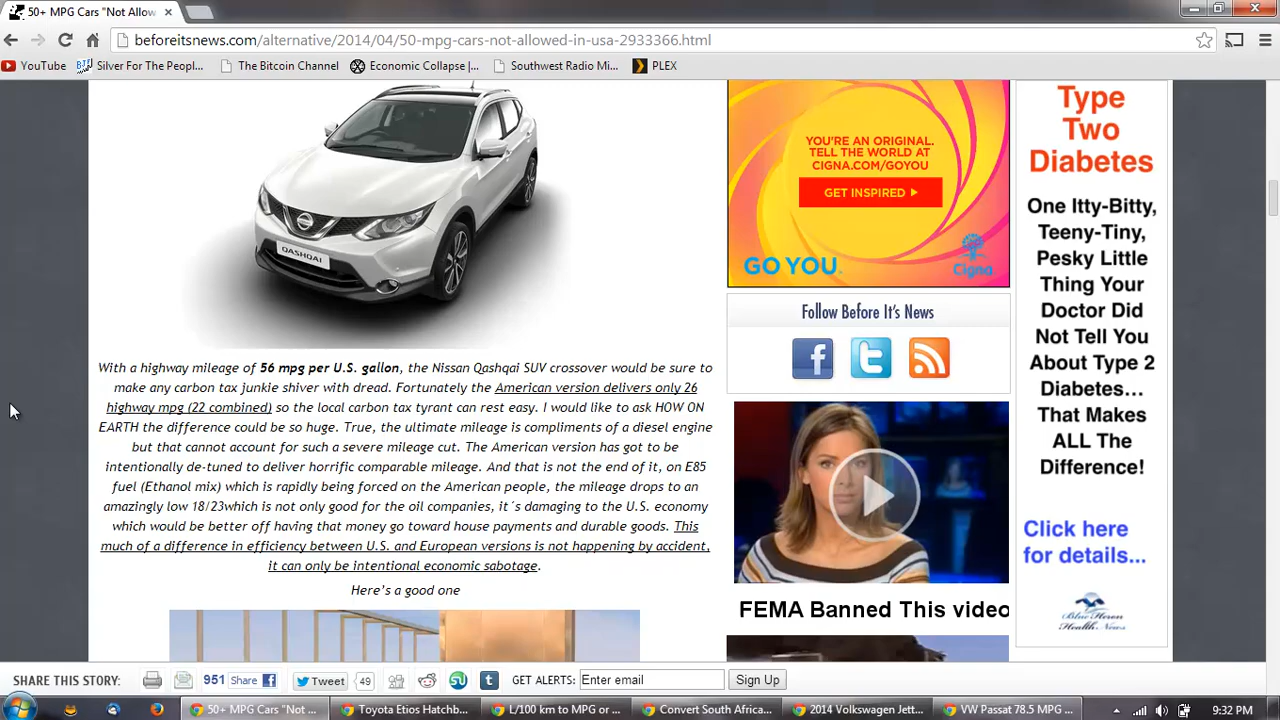 50+ MPG Cars "Not Allow
beforeitsnews.com/alternative/2014/04/50-mpg-cars-not-allowed-in-usa-2933366.html
YouTube
Silver For The Peopl...
The Bitcoin Channel
Economic Collapse |...
Southwest Radio Mi...
PLEX
QASHQAI
With a highway mileage of 56 mpg per U.S. gallon, the Nissan Qashqai SUV crossover would be sure to
make any carbon tax junkie shiver with dread. Fortunately the American version delivers only 26
highway mpg (22 combined) so the local carbon tax tyrant can rest easy. I would like to ask HOW ON
EARTH the difference could be so huge. True, the ultimate mileage is compliments of a diesel engine
but that cannot account for such a severe mileage cut. The American version has got to be
intentionally de-tuned to deliver horrific comparable mileage. And that is not the end of it, on E85
fuel (Ethanol mix) which is rapidly being forced on the American people, the mileage drops to an
amazingly low 18/23which is not only good for the oil companies, it´s damaging to the U.S. economy
which would be better off having that money go toward house payments and durable goods. This
much of a difference in efficiency between U.S. and European versions is not happening by accident,
it can only be intentional economic sabotage.
Here's a good one
YOU'RE AN ORIGINAL.
TELL THE WORLD AT
CIGNA.COM/GOYOU
GET INSPIRED
GO YOU.
Cigna
Follow Before It's News
FEMA Banned This video
Type
Two
Diabetes
One Itty-Bitty,
Teeny-Tiny,
Pesky Little
Thing Your
Doctor Did
Not Tell You
About Type 2
Diabetes...
That Makes
ALL The
Difference!
Click here
for details...
Blue Heron
Health News
SHARE THIS STORY:
951 Share
Tweet
49
GET ALERTS:
Enter email
Sign Up
50+ MPG Cars "Not ...
Toyota Etios Hatchb...
L/100 km to MPG or ...
Convert South Africa...
2014 Volkswagen Jett...
VW Passat 78.5 MPG ...
9:32 PM